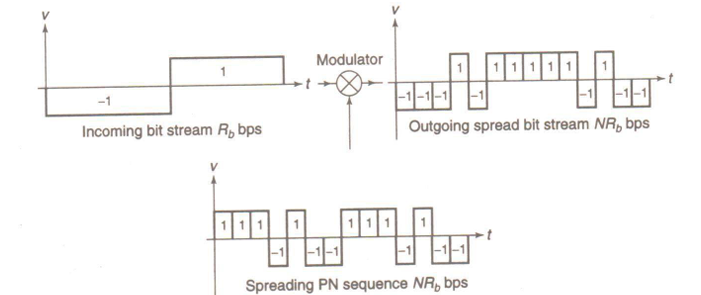 v
1
-1
t
Incoming bit stream R_b bps
Modulator
v
1 1 1 1 1 1 1
-1 -1 -1 -1 -1 -1 -1
t
Outgoing spread bit stream NR_b bps
v
1 1 1 1 1 1 1 1
-1 -1 -1 -1 -1 -1
t
Spreading PN sequence NR_b bps